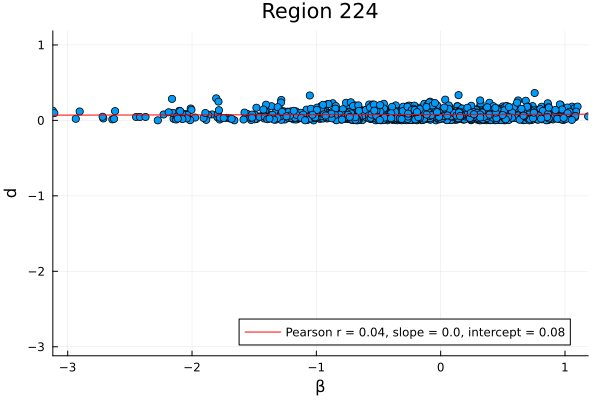 Region 224
1
0
−1
−2
−3
d
Pearson r = 0.04, slope = 0.0, intercept = 0.08
−3 −2 −1 0 1
β